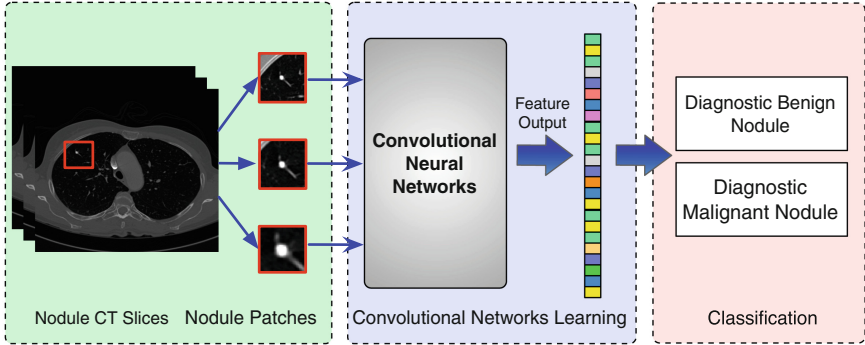 Nodule CT Slices
Nodule Patches
Convolutional
Neural
Networks
Feature
Output
Convolutional Networks Learning
Diagnostic Benign
Nodule
Diagnostic
Malignant Nodule
Classification